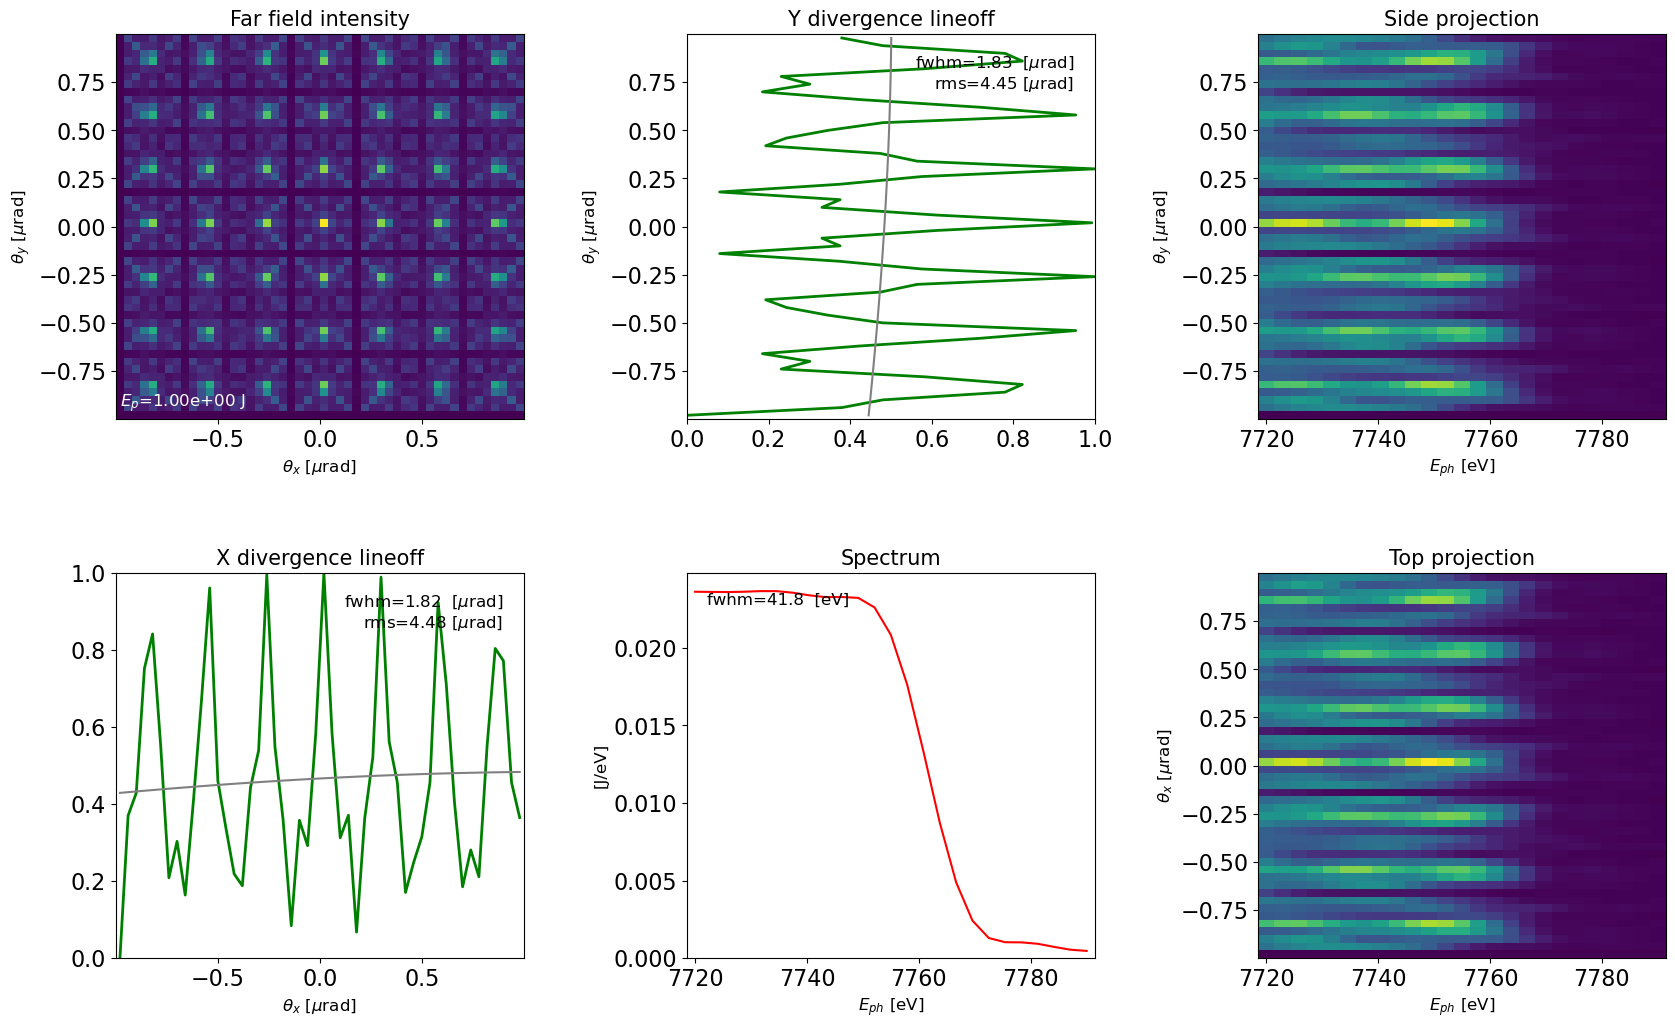 Far field intensity
0.75
0.50
0.25
0.00
−0.25
−0.50
−0.75
θy [μrad]
Ep=1.00e+00 J
−0.5
0.0
0.5
θx [μrad]
Y divergence lineoff
fwhm=1.83 [μrad]
rms=4.45 [μrad]
0.75
0.50
0.25
0.00
−0.25
−0.50
−0.75
θy [μrad]
0.0
0.2
0.4
0.6
0.8
1.0
Side projection
0.75
0.50
0.25
0.00
−0.25
−0.50
−0.75
θy [μrad]
7720
7740
7760
7780
Eph [eV]
X divergence lineoff
fwhm=1.82 [μrad]
rms=4.48 [μrad]
1.0
0.8
0.6
0.4
0.2
0.0
−0.5
0.0
0.5
θx [μrad]
Spectrum
fwhm=41.8 [eV]
0.020
0.015
0.010
0.005
0.000
[J/eV]
7720
7740
7760
7780
Eph [eV]
Top projection
0.75
0.50
0.25
0.00
−0.25
−0.50
−0.75
θx [μrad]
7720
7740
7760
7780
Eph [eV]